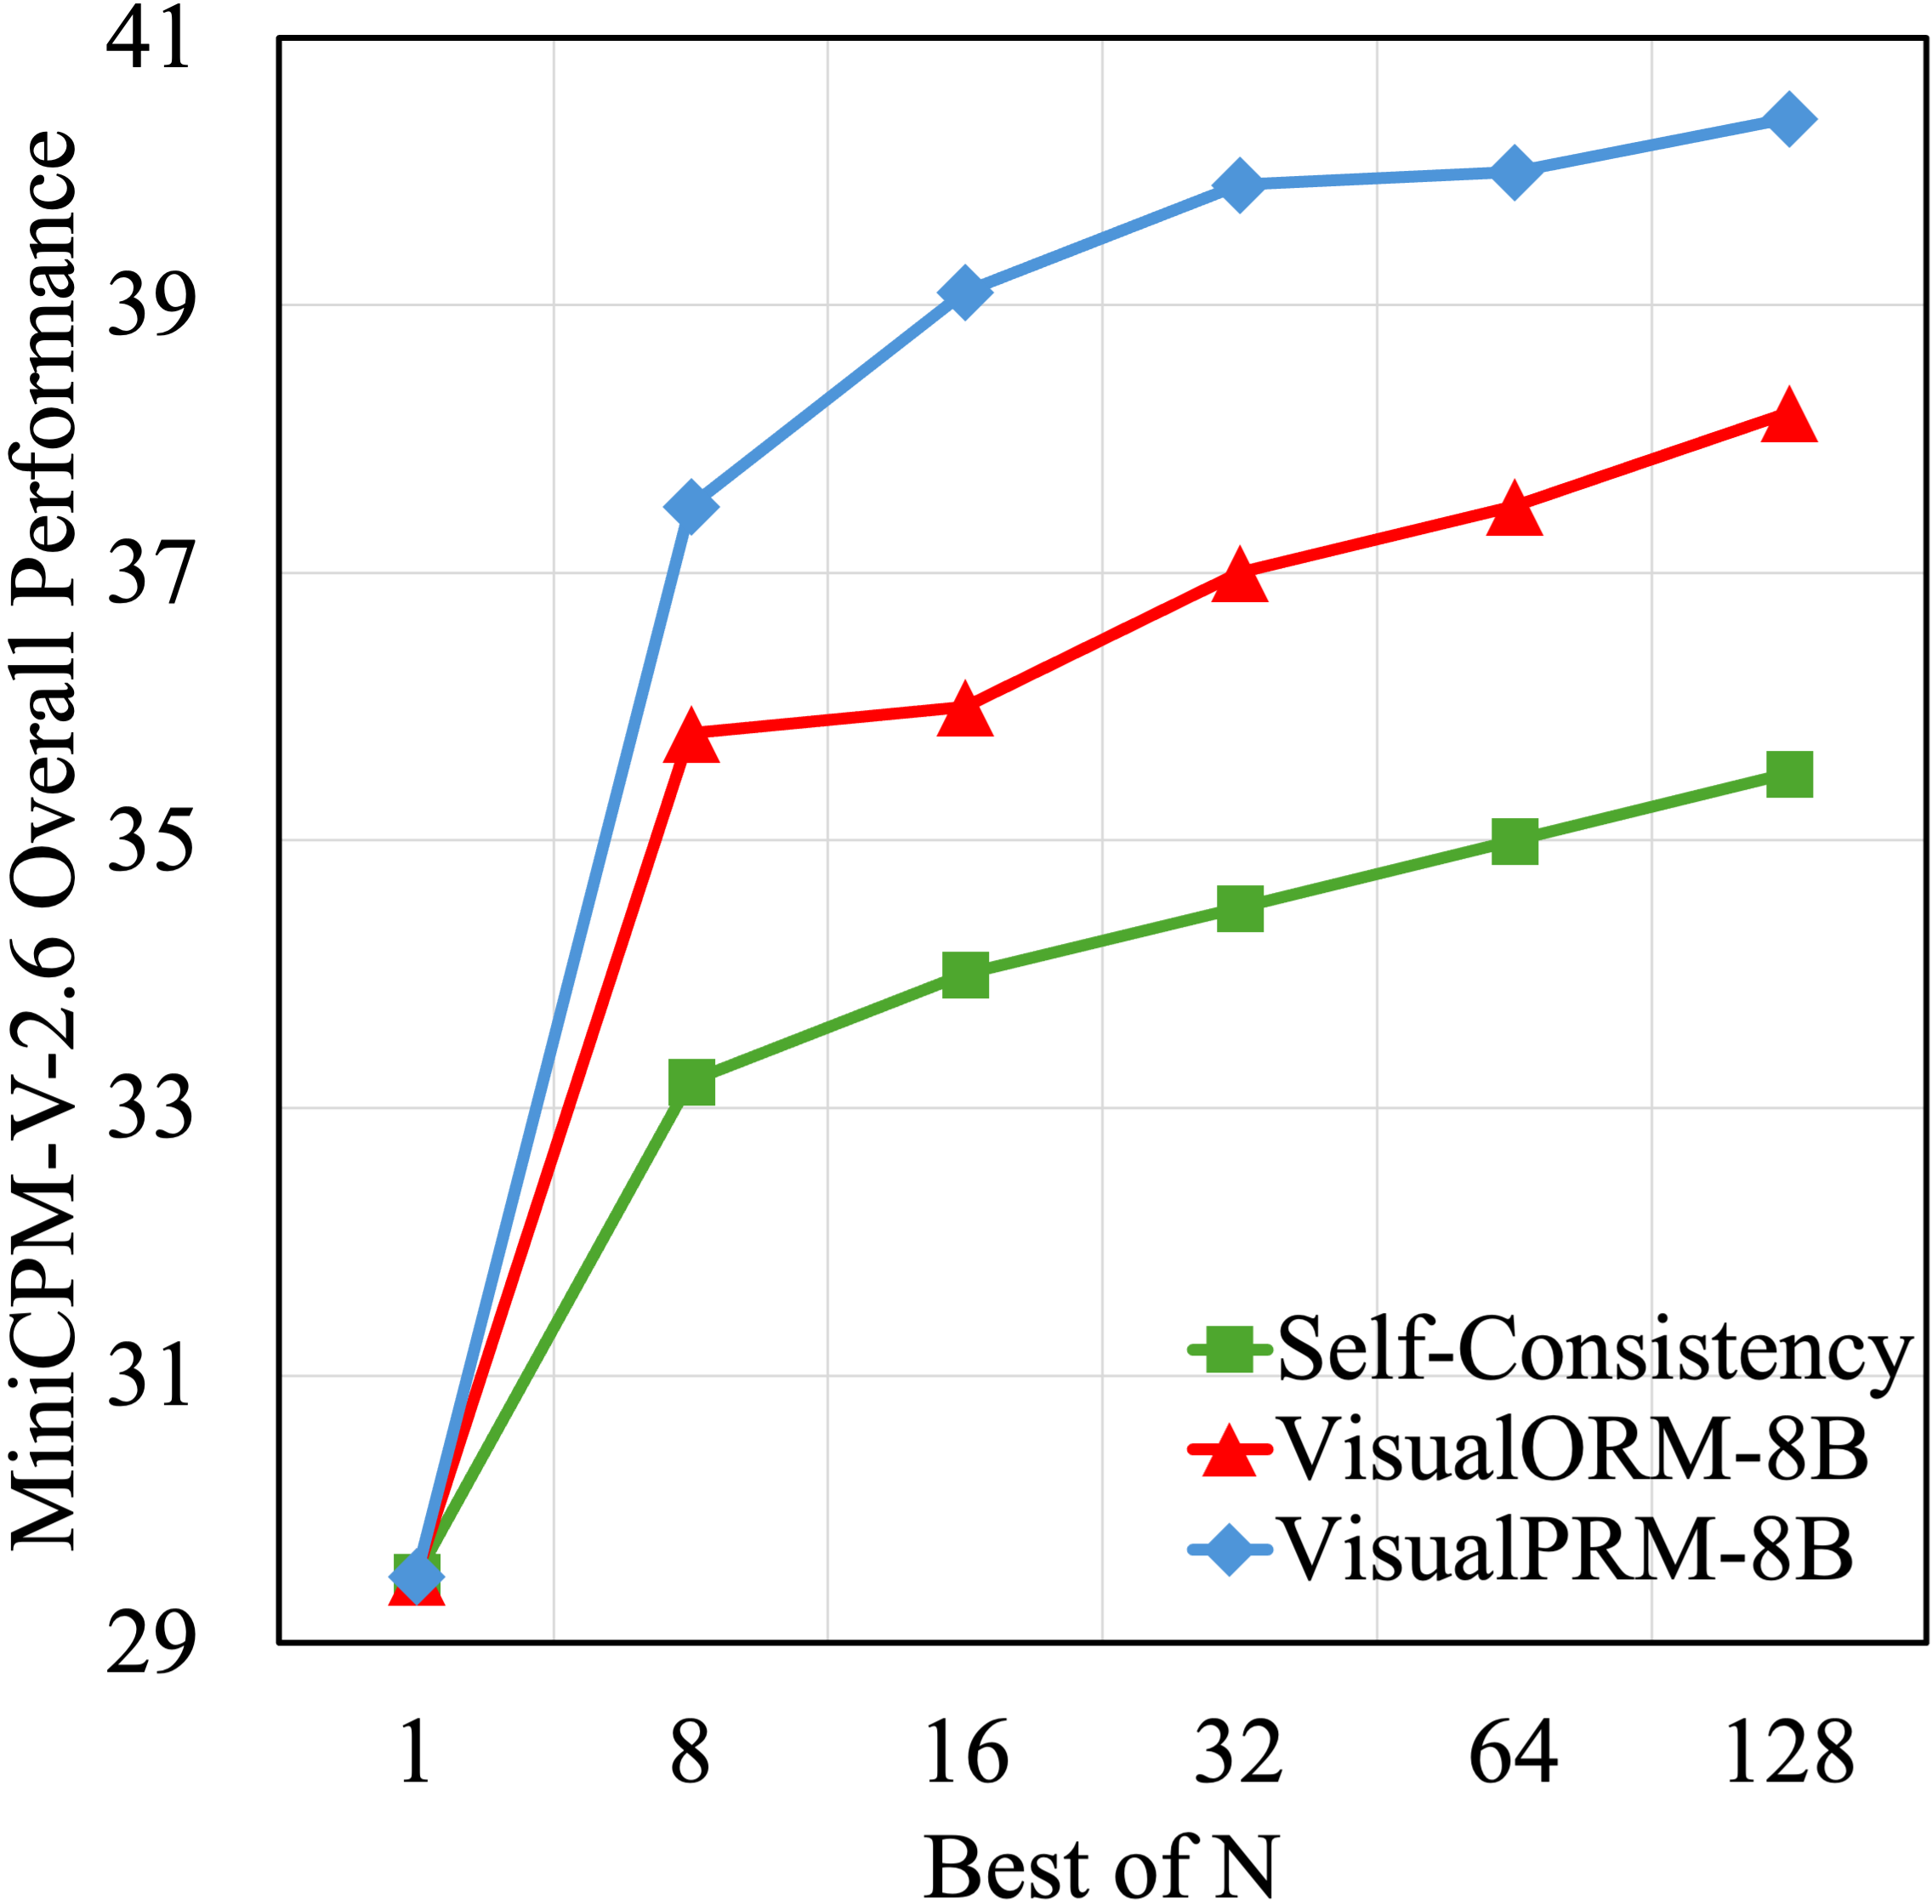 MiniCPM-V-2.6 Overall Perfomance
41
39
37
35
33
31
29
Self-Consistency
VisualORM-8B
VisualPRM-8B
1 8 16 32 64 128
Best of N